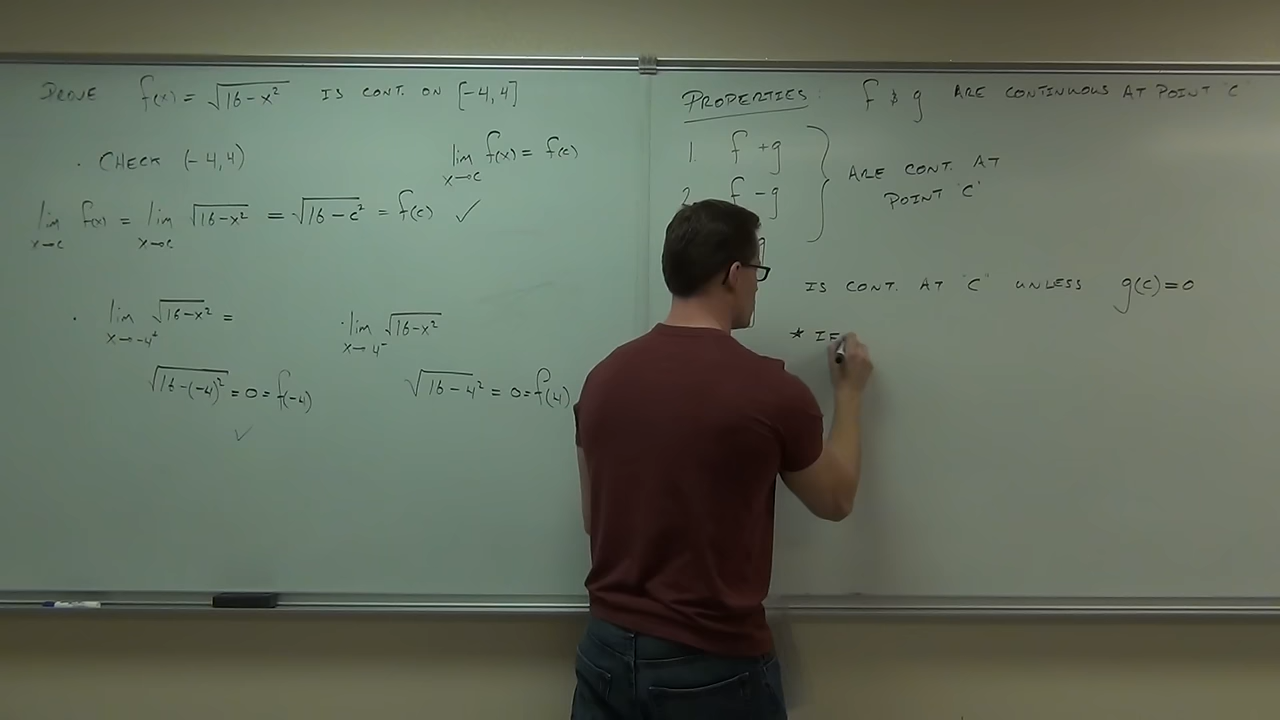 PROVE f(x) = √16-x² IS CONT. ON [-4,4]
· CHECK (-4,4)
lim f(x) = f(c)
x→c
lim f(x) = lim √16-x² = √16-c² = f(c) ✓
x→c x→c
· lim √16-x² =
x→-4⁺
√16-(-4)² = 0 = f(-4)
✓
· lim √16-x²
x→4⁻
√16-4² = 0 = f(4)
PROPERTIES: f & g ARE CONTINUOUS AT POINT "C"
1. f+g
2. f-g
ARE CONT. AT
POINT "C"
IS CONT. AT "C" UNLESS g(c)=0
* IF